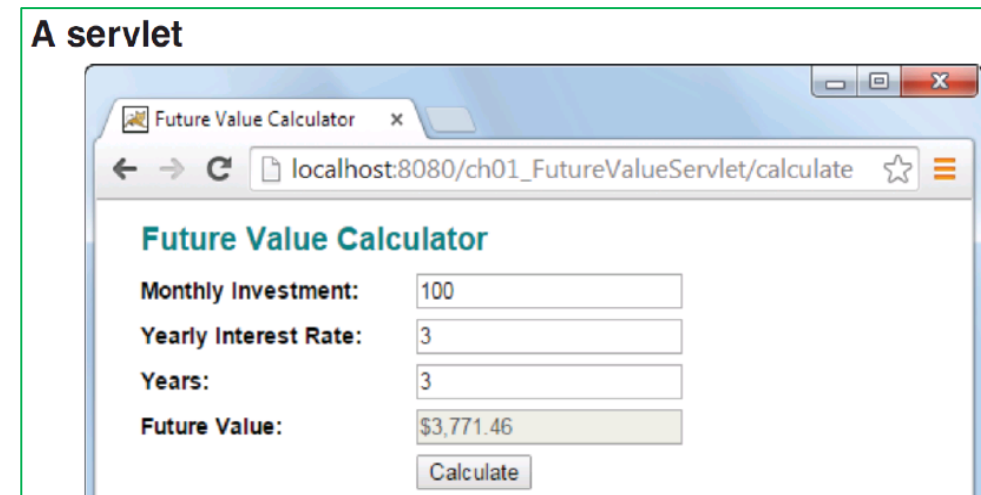 A servlet
Future Value Calculator
localhost:8080/ch01_FutureValueServlet/calculate
Future Value Calculator
Monthly Investment: 100
Yearly Interest Rate: 3
Years: 3
Future Value: $3,771.46
Calculate